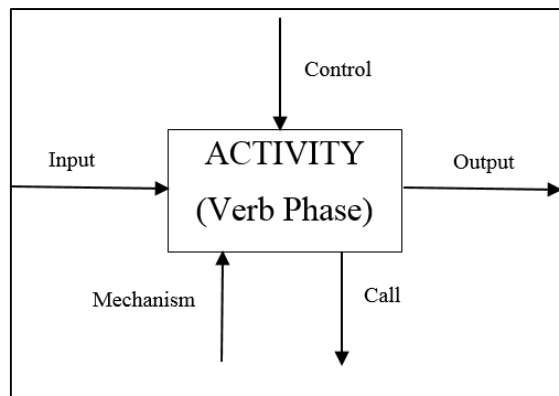 Control
Input
ACTIVITY
(Verb Phase)
Output
Mechanism
Call